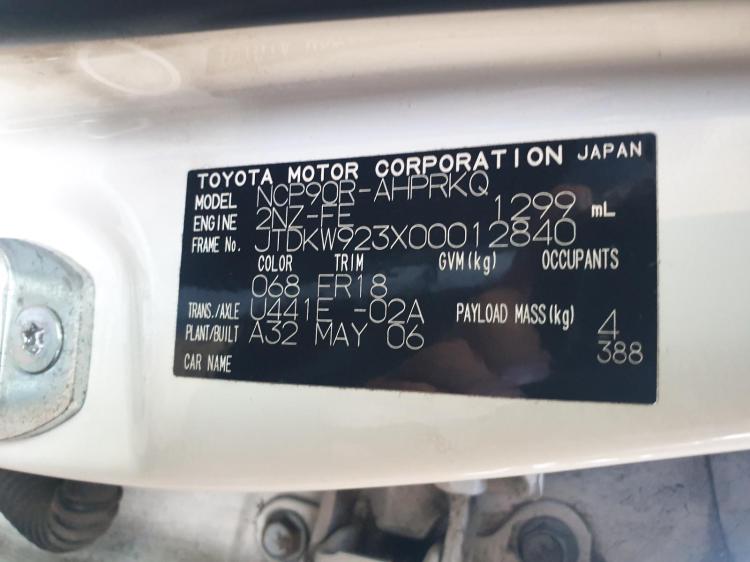 TOYOTA MOTOR CORPORATION JAPAN
MODEL NCP90R-AHPRKQ
ENGINE 2NZ-FE 1299 mL
FRAME No. JTDKW923X00012840
COLOR TRIM GVM(kg) OCCUPANTS
068 FR18
TRANS./AXLE U441E -02A PAYLOAD MASS(kg) 4
PLANT/BUILT A32 MAY 06 388
CAR NAME